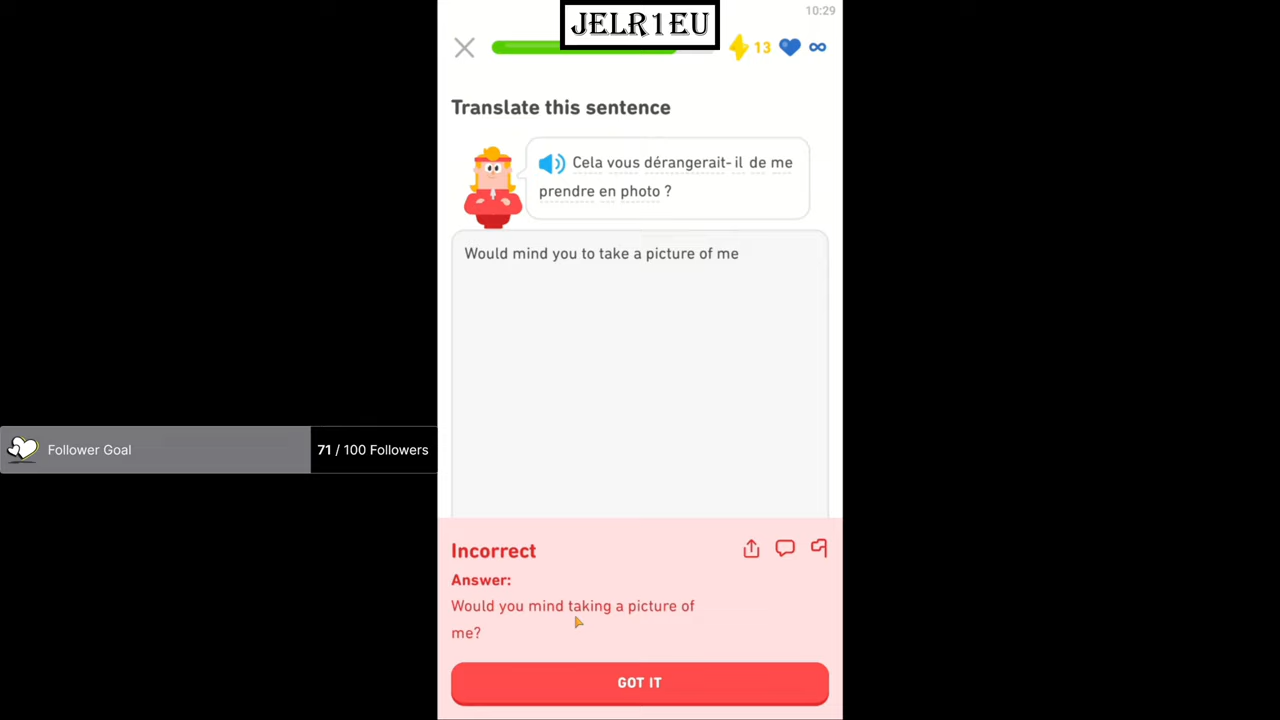 JELR1EU
10:29
13 ∞
Translate this sentence
Cela vous dérangerait-il de me
prendre en photo ?
Would mind you to take a picture of me
Follower Goal
71 / 100 Followers
Incorrect
Answer:
Would you mind taking a picture of
me?
GOT IT